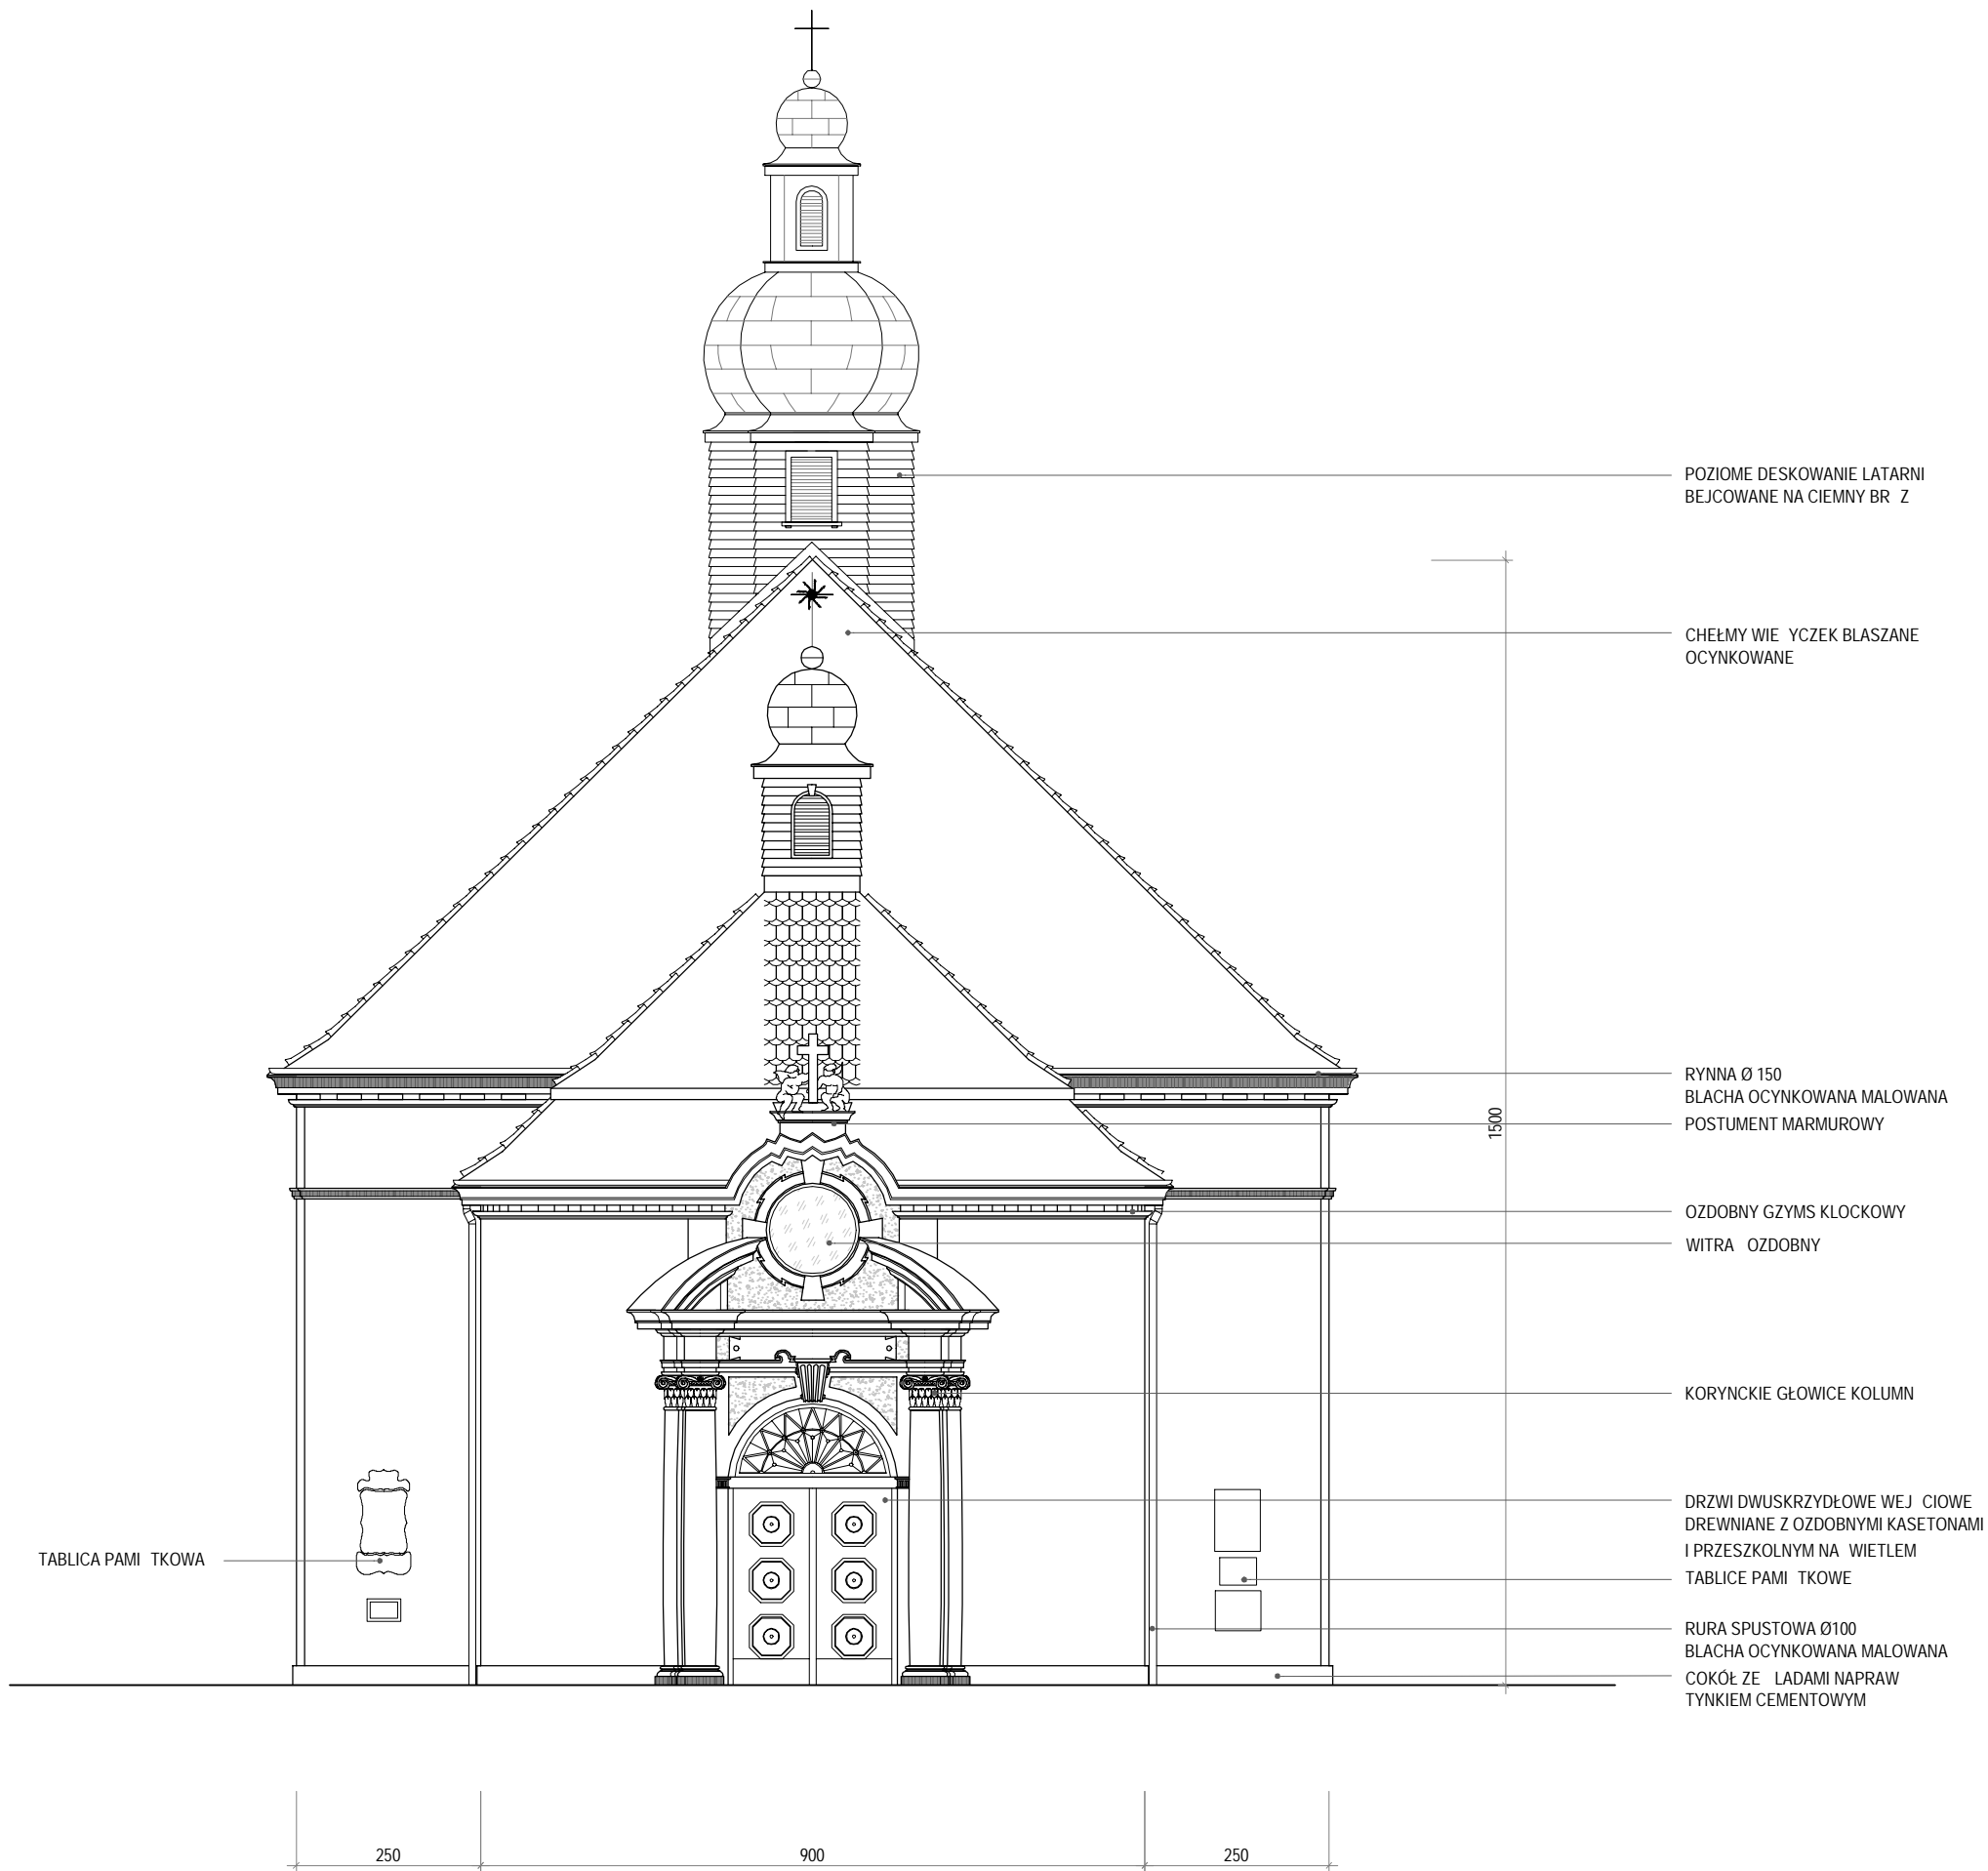 POZIOME DESKOWANIE LATARNI
BEJCOWANE NA CIEMNY BR Z
CHEŁMY WIE YCZEK BLASZANE
OCYNKOWANE
RYNNA Ø 150
BLACHA OCYNKOWANA MALOWANA
POSTUMENT MARMUROWY
1500
OZDOBNY GZYMS KLOCKOWY
WITRA OZDOBNY
KORYNCKIE GŁOWICE KOLUMN
DRZWI DWUSKRZYDŁOWE WEJ CIOWE
DREWNIANE Z OZDOBNYMI KASETONAMI
I PRZESZKOLNYM NA WIETLEM
TABLICA PAMI TKOWA
TABLICE PAMI TKOWE
RURA SPUSTOWA Ø100
BLACHA OCYNKOWANA MALOWANA
COKÓŁ ZE LADAMI NAPRAW
TYNKIEM CEMENTOWYM
250
900
250